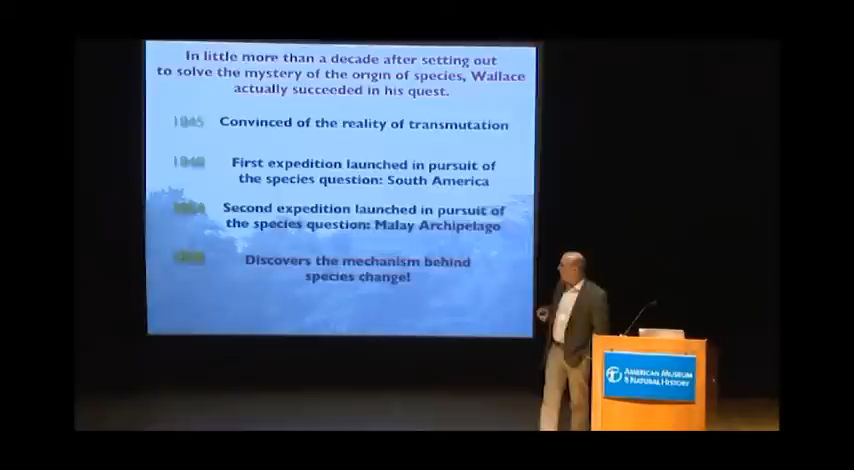 In little more than a decade after setting out
to solve the mystery of the origin of species, Wallace
actually succeeded in his quest.
1845 Convinced of the reality of transmutation
1848 First expedition launched in pursuit of
the species question: South America
Second expedition launched in pursuit of
the species question: Malay Archipelago
Discovers the mechanism behind
species change!
AMERICAN MUSEUM
& NATURAL HISTORY